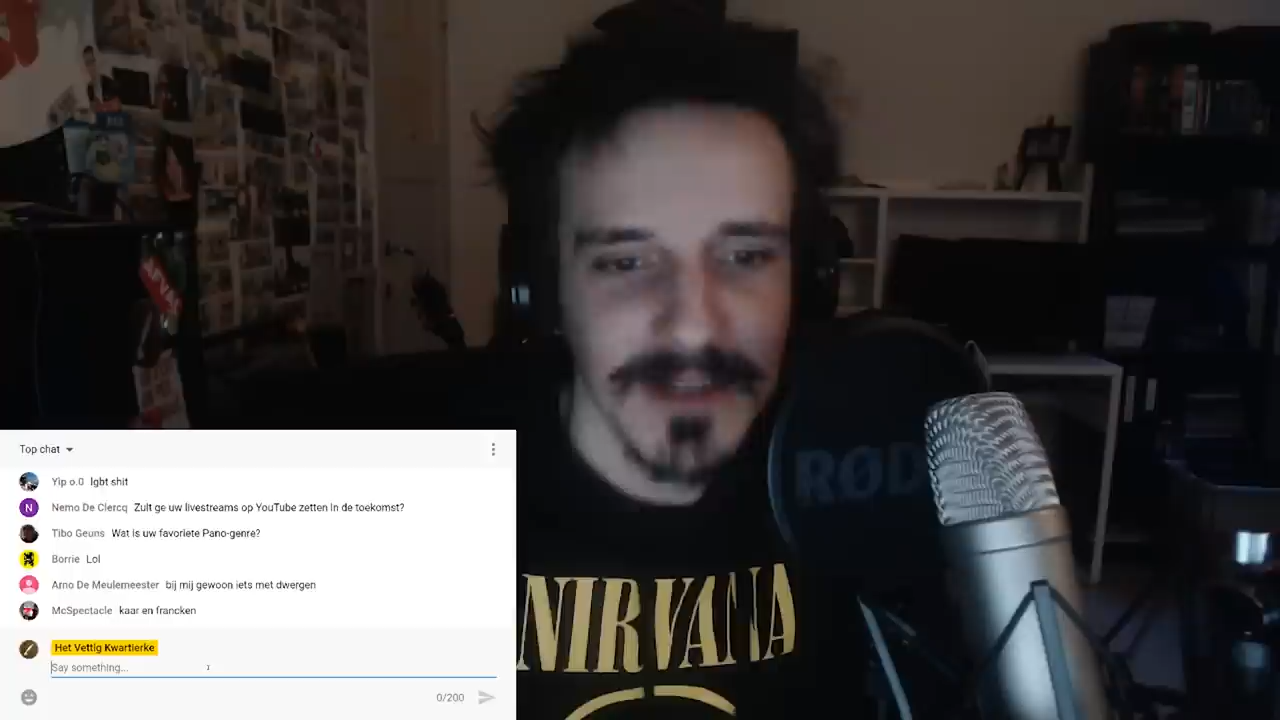 AFVAL
RØD
NIRVANA
Top chat
Yip o.0 lgbt shit
N Nemo De Clercq Zult ge uw livestreams op YouTube zetten in de toekomst?
Tibo Geuns Wat is uw favoriete Pano-genre?
Borrie Lol
Arno De Meulemeester bij mij gewoon iets met dwergen
McSpectacle kaar en francken
Het Vettig Kwartierke
Say something...
0/200